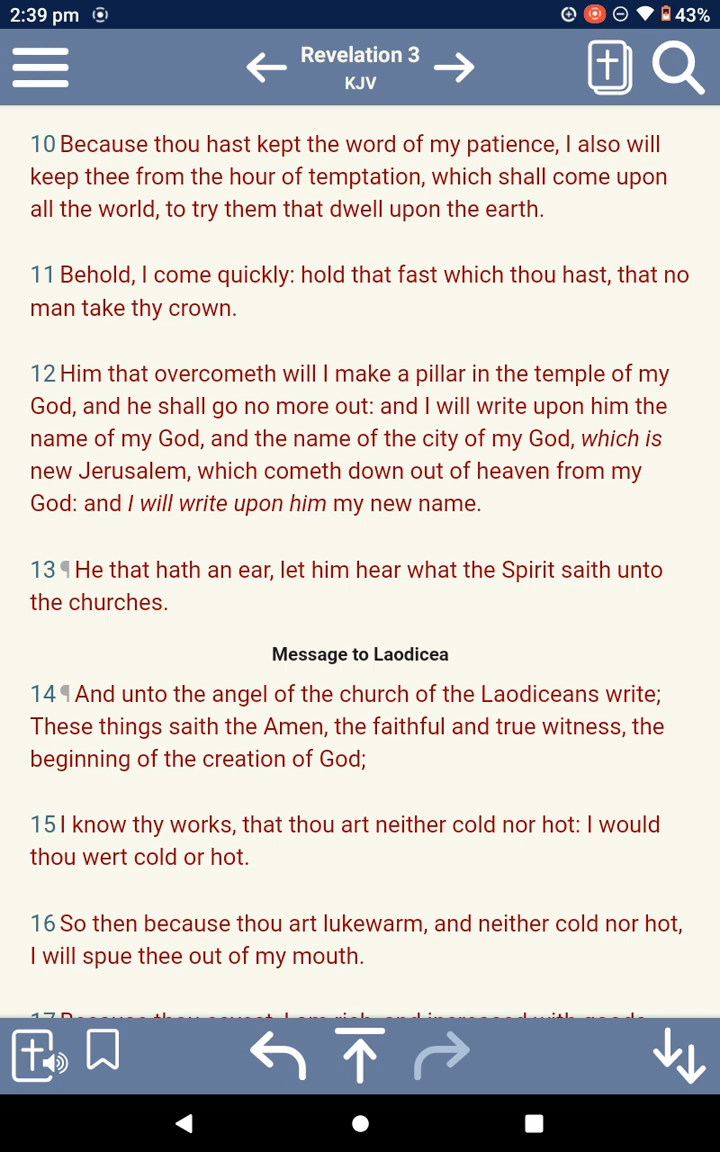 2:39 pm
43%
Revelation 3
KJV
10 Because thou hast kept the word of my patience, I also will
keep thee from the hour of temptation, which shall come upon
all the world, to try them that dwell upon the earth.
11 Behold, I come quickly: hold that fast which thou hast, that no
man take thy crown.
12 Him that overcometh will I make a pillar in the temple of my
God, and he shall go no more out: and I will write upon him the
name of my God, and the name of the city of my God, which is
new Jerusalem, which cometh down out of heaven from my
God: and I will write upon him my new name.
13 ¶ He that hath an ear, let him hear what the Spirit saith unto
the churches.
Message to Laodicea
14 ¶ And unto the angel of the church of the Laodiceans write;
These things saith the Amen, the faithful and true witness, the
beginning of the creation of God;
15 I know thy works, that thou art neither cold nor hot: I would
thou wert cold or hot.
16 So then because thou art lukewarm, and neither cold nor hot,
I will spue thee out of my mouth.
17 Because thou sayest, I am rich, and increased with goods,